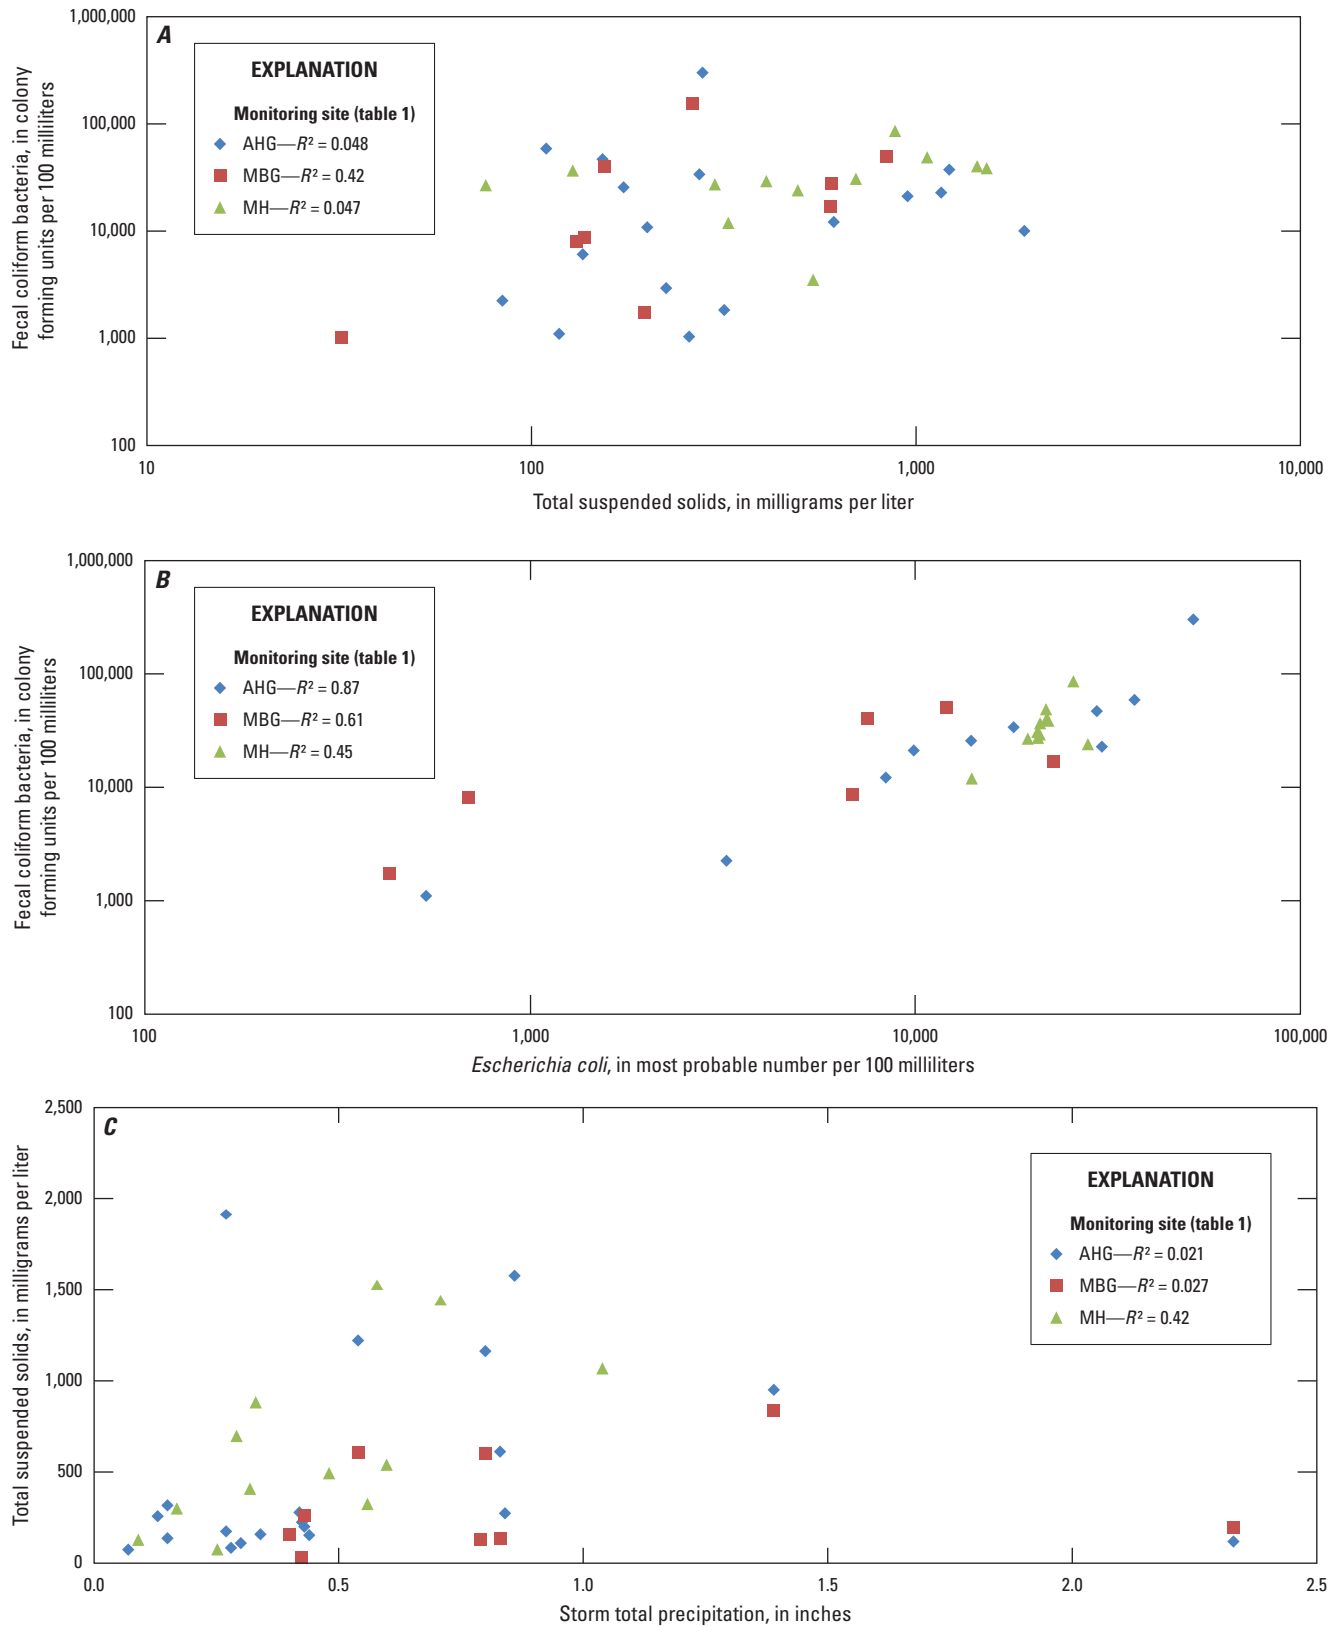 A
EXPLANATION
Monitoring site (table 1)
AHG—R² = 0.048
MBG—R² = 0.42
MH—R² = 0.047
Fecal coliform bacteria, in colony
forming units per 100 milliliters
1,000,000
100,000
10,000
1,000
100
10
100
1,000
10,000
Total suspended solids, in milligrams per liter
B
EXPLANATION
Monitoring site (table 1)
AHG—R² = 0.87
MBG—R² = 0.61
MH—R² = 0.45
Fecal coliform bacteria, in colony
forming units per 100 milliliters
1,000,000
100,000
10,000
1,000
100
100
1,000
10,000
100,000
Escherichia coli, in most probable number per 100 milliliters
C
EXPLANATION
Monitoring site (table 1)
AHG—R² = 0.021
MBG—R² = 0.027
MH—R² = 0.42
Total suspended solids, in milligrams per liter
2,500
2,000
1,500
1,000
500
0
0.0
0.5
1.0
1.5
2.0
2.5
Storm total precipitation, in inches